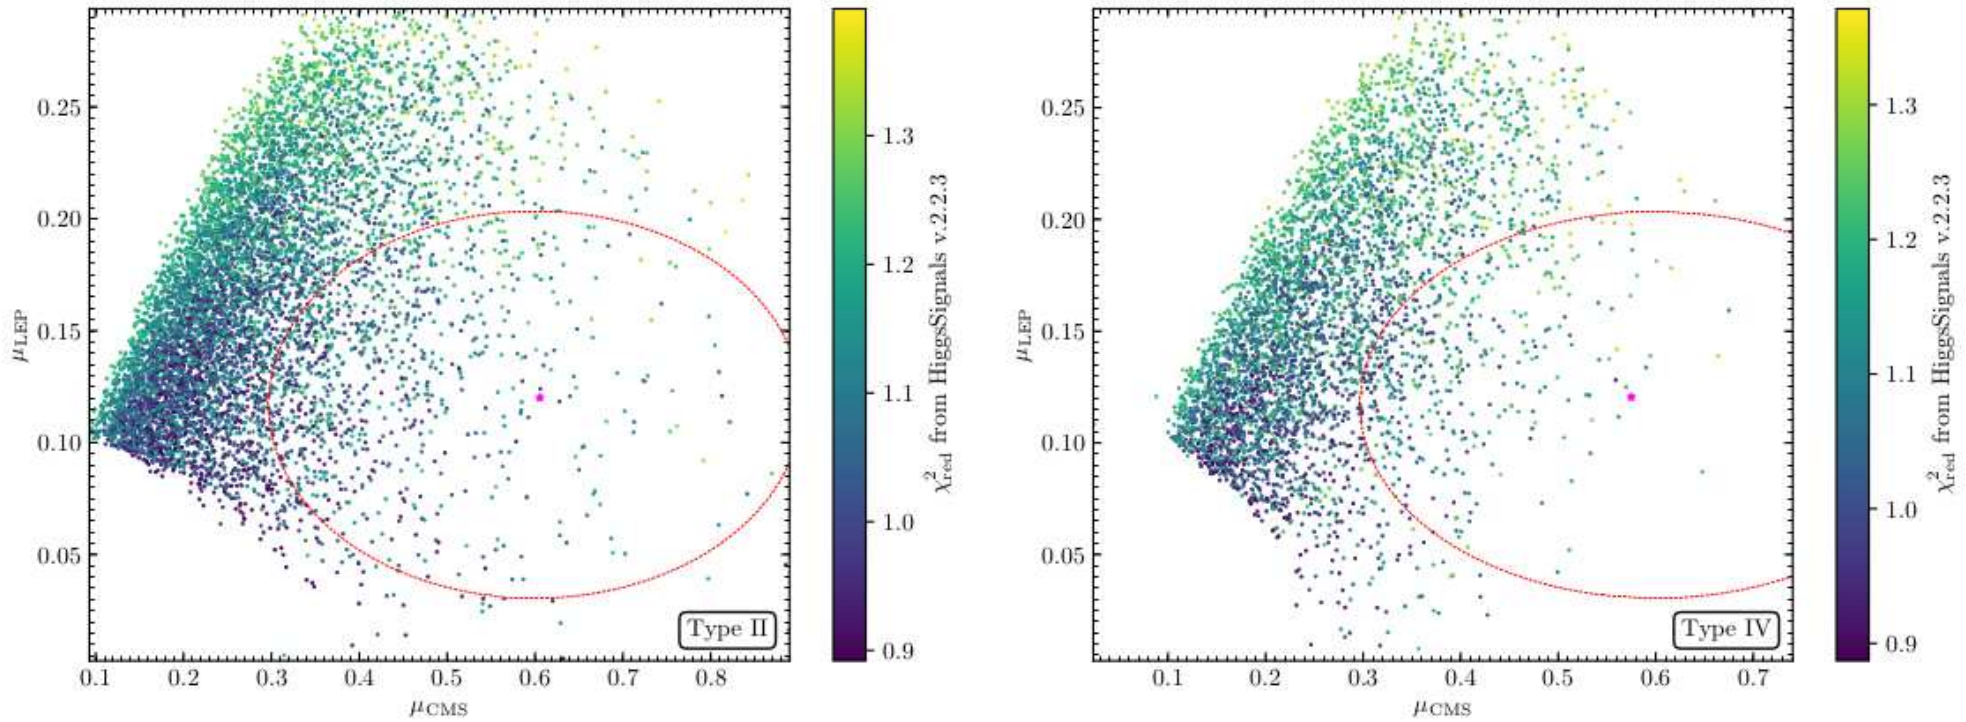 0.25
0.20
0.15
0.10
0.05
μLEP
0.1 0.2 0.3 0.4 0.5 0.6 0.7 0.8
μCMS
Type II
1.3
1.2
1.1
1.0
0.9
χ²red from HiggsSignals v.2.2.3
0.25
0.20
0.15
0.10
0.05
μLEP
0.1 0.2 0.3 0.4 0.5 0.6 0.7
μCMS
Type IV
1.3
1.2
1.1
1.0
0.9
χ²red from HiggsSignals v.2.2.3